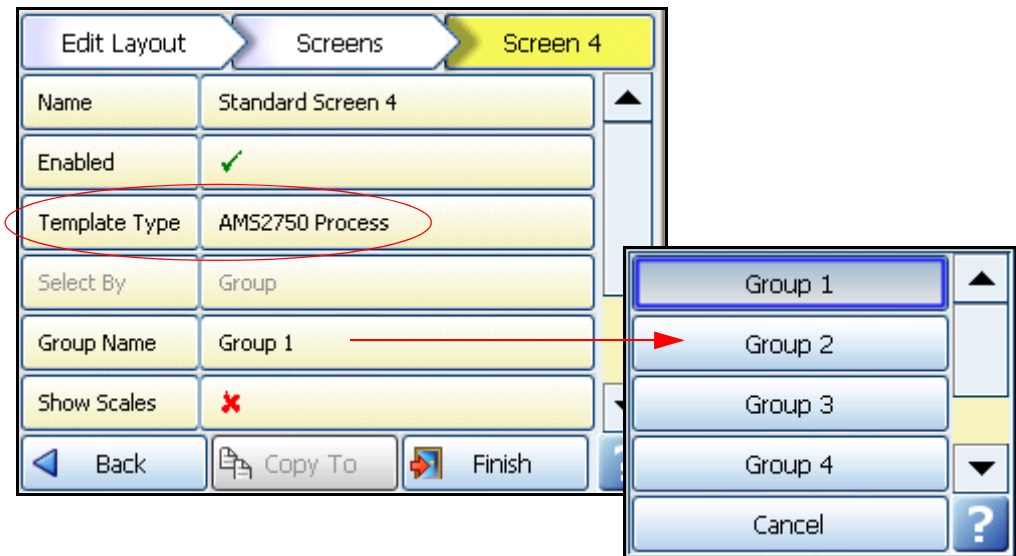 Edit Layout Screens Screen 4
Name Standard Screen 4
Enabled
Template Type AMS2750 Process
Select By Group
Group Name Group 1
Show Scales
Back Copy To Finish ?
Group 1
Group 2
Group 3
Group 4
Cancel ?